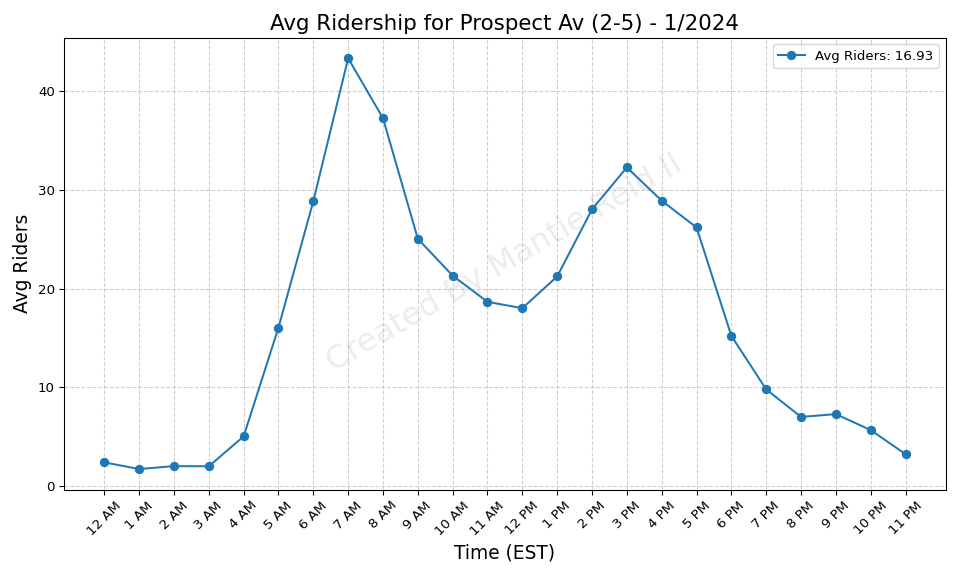 Avg Ridership for Prospect Av (2-5) - 1/2024
Avg Riders: 16.93
Avg Riders
40
30
20
10
0
Created By Mantie Reid II
12 AM
1 AM
2 AM
3 AM
4 AM
5 AM
6 AM
7 AM
8 AM
9 AM
10 AM
11 AM
12 PM
1 PM
2 PM
3 PM
4 PM
5 PM
6 PM
7 PM
8 PM
9 PM
10 PM
11 PM
Time (EST)